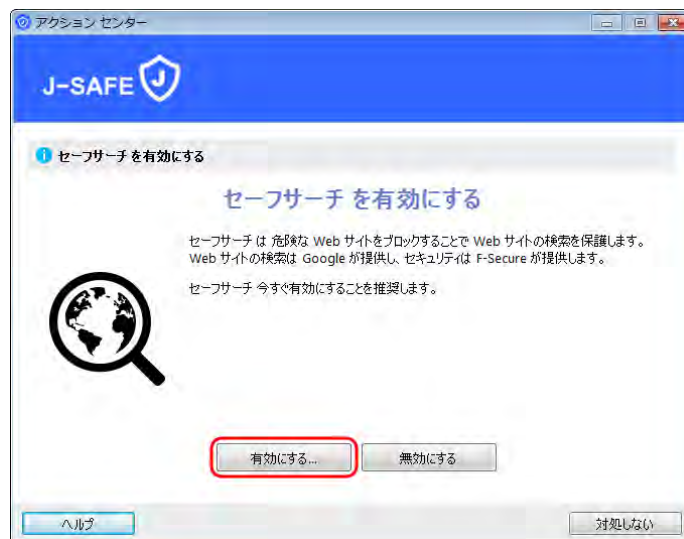 アクション センター
J-SAFE J
セーフサーチ を有効にする
セーフサーチ を有効にする
セーフサーチ は 危険な Web サイトをブロックすることで Web サイトの検索を保護します。
Web サイトの検索は Google が提供し、セキュリティは F-Secure が提供します。
セーフサーチ 今すぐ有効にすることを推奨します。
有効にする... 無効にする
ヘルプ 対処しない